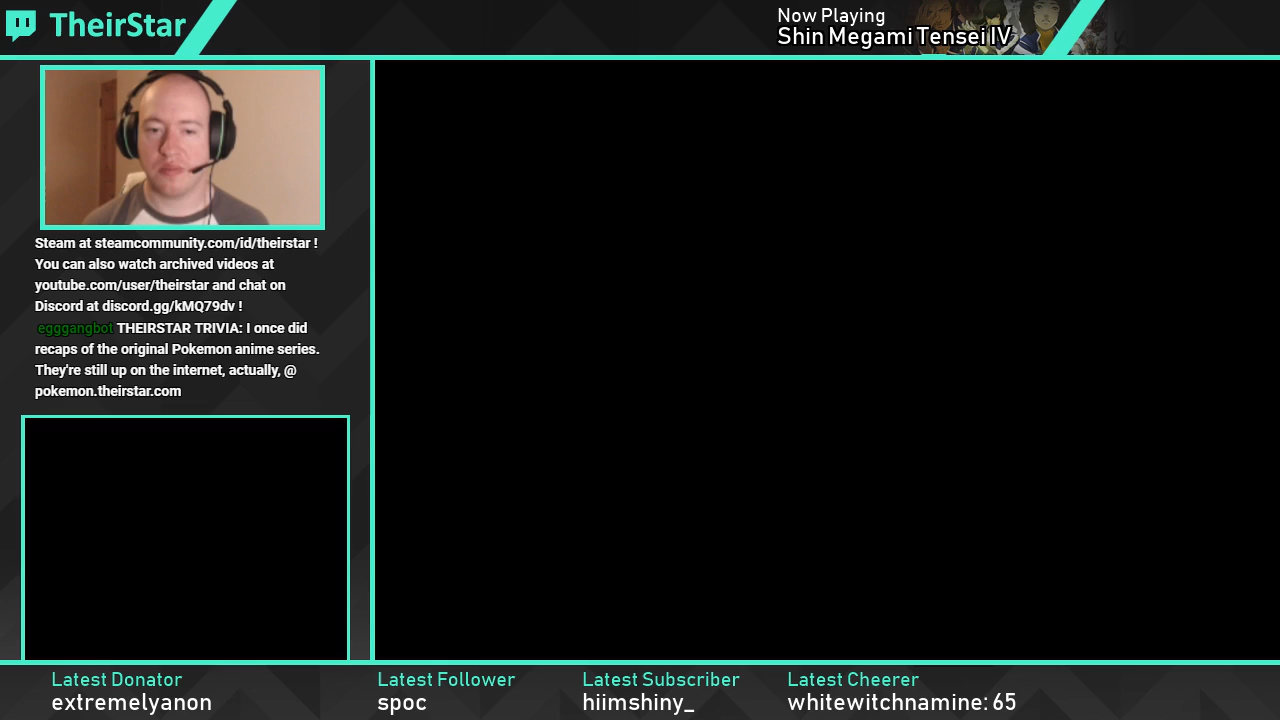 TheirStar
Now Playing
Shin Megami Tensei IV
Steam at steamcommunity.com/id/theirstar !
You can also watch archived videos at
youtube.com/user/theirstar and chat on
Discord at discord.gg/kMQ79dv !
egggangbot THEIRSTAR TRIVIA: I once did
recaps of the original Pokemon anime series.
They're still up on the internet, actually, @
pokemon.theirstar.com
Latest Donator
extremelyanon
Latest Follower
spoc
Latest Subscriber
hiimshiny_
Latest Cheerer
whitewitchnamine: 65